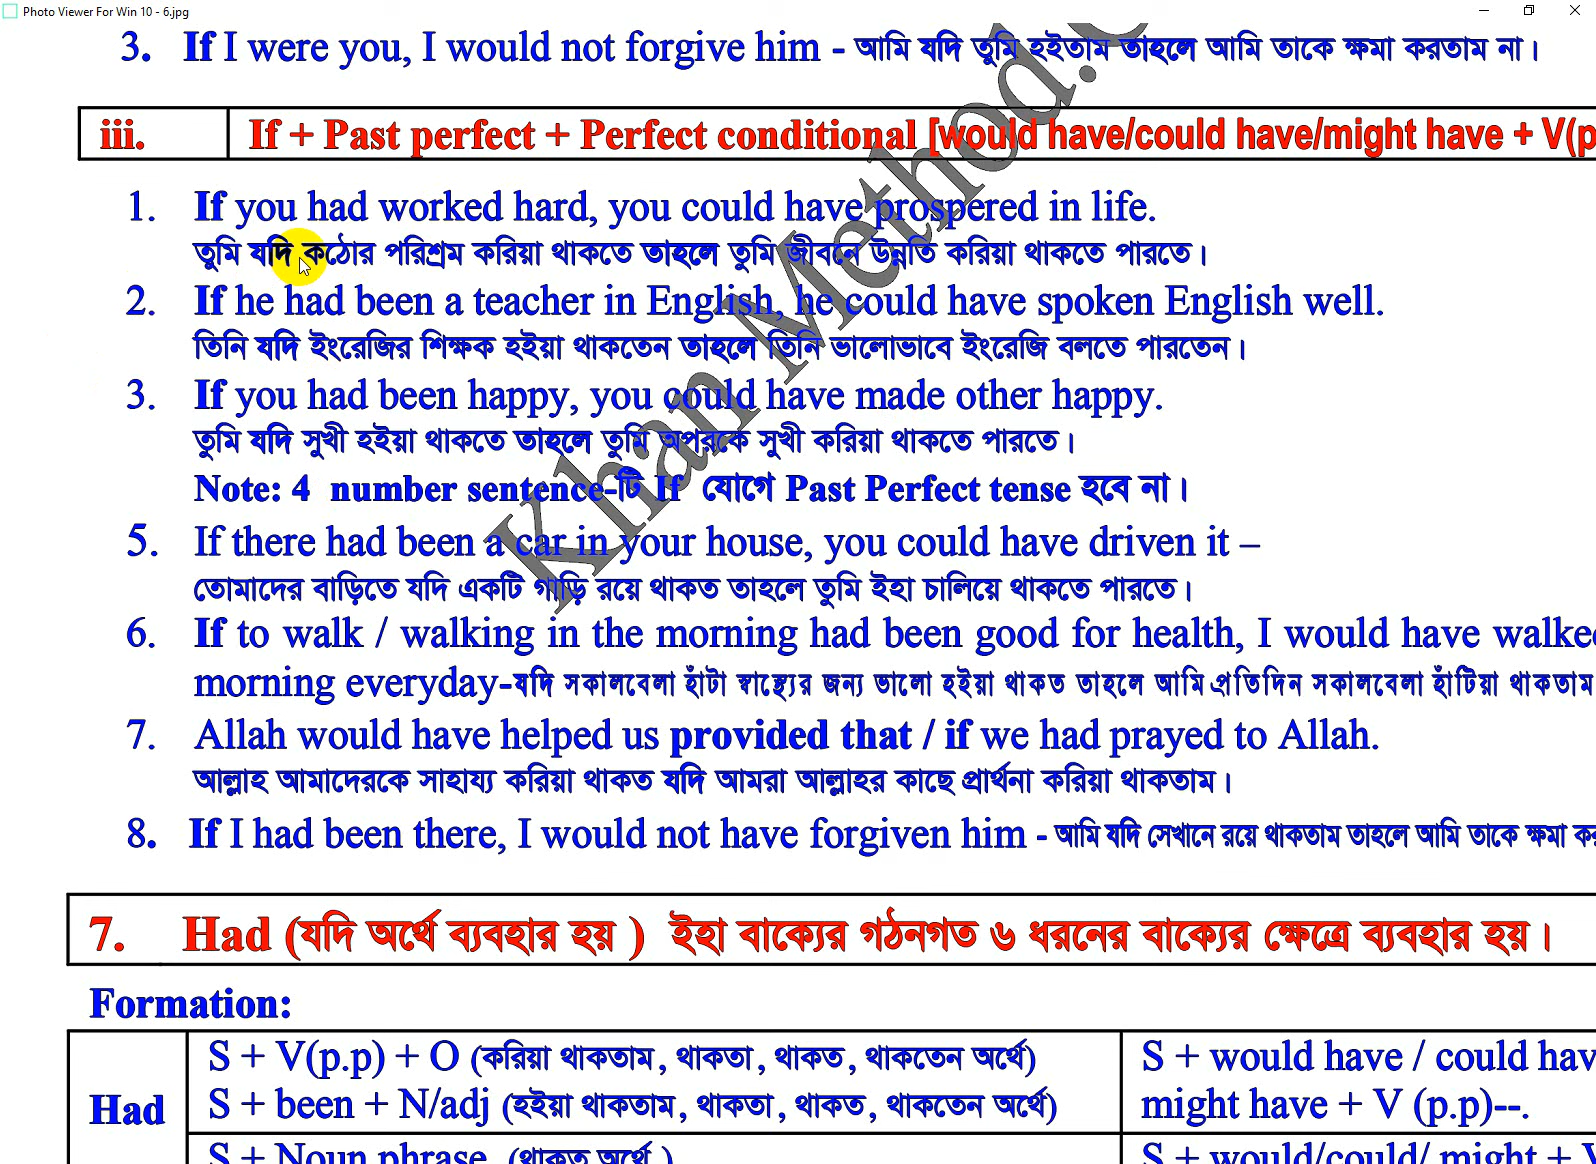 Photo Viewer For Win 10 - 6.jpg
3. If I were you, I would not forgive him - আমি যদি তুমি হইতাম তাহলে আমি তাকে ক্ষমা করতাম না।
iii. If + Past perfect + Perfect conditional [would have/could have/might have + V(p
1. If you had worked hard, you could have prospered in life.
তুমি যদি কঠোর পরিশ্রম করিয়া থাকতে তাহলে তুমি জীবনে উন্নতি করিয়া থাকতে পারতে।
2. If he had been a teacher in English, he could have spoken English well.
তিনি যদি ইংরেজির শিক্ষক হইয়া থাকতেন তাহলে তিনি ভালোভাবে ইংরেজি বলতে পারতেন।
3. If you had been happy, you could have made other happy.
তুমি যদি সুখী হইয়া থাকতে তাহলে তুমি অপরকে সুখী করিয়া থাকতে পারতে।
Note: 4 number sentence-টি If যোগে Past Perfect tense হবে না।
5. If there had been a car in your house, you could have driven it –
তোমাদের বাড়িতে যদি একটি গাড়ি রয়ে থাকত তাহলে তুমি ইহা চালিয়ে থাকতে পারতে।
6. If to walk / walking in the morning had been good for health, I would have walked
morning everyday-যদি সকালবেলা হাঁটা স্বাস্থ্যের জন্য ভালো হইয়া থাকত তাহলে আমি প্রতিদিন সকালবেলা হাঁটিয়া থাকতাম
7. Allah would have helped us provided that / if we had prayed to Allah.
আল্লাহ আমাদেরকে সাহায্য করিয়া থাকত যদি আমরা আল্লাহর কাছে প্রার্থনা করিয়া থাকতাম।
8. If I had been there, I would not have forgiven him - আমি যদি সেখানে রয়ে থাকতাম তাহলে আমি তাকে ক্ষমা
7. Had (যদি অর্থে ব্যবহার হয় ) ইহা বাক্যের গঠনগত ৬ ধরনের বাক্যের ক্ষেত্রে ব্যবহার হয়।
Formation:
Had
S + V(p.p) + O (করিয়া থাকতাম, থাকতা, থাকত, থাকতেন অর্থে)
S + been + N/adj (হইয়া থাকতাম, থাকতা, থাকত, থাকতেন অর্থে)
S + would have / could hav
might have + V (p.p)--.
S + Noun phrase (থাকত অর্থে )
S + would/could/ might + V
Khan Method.c